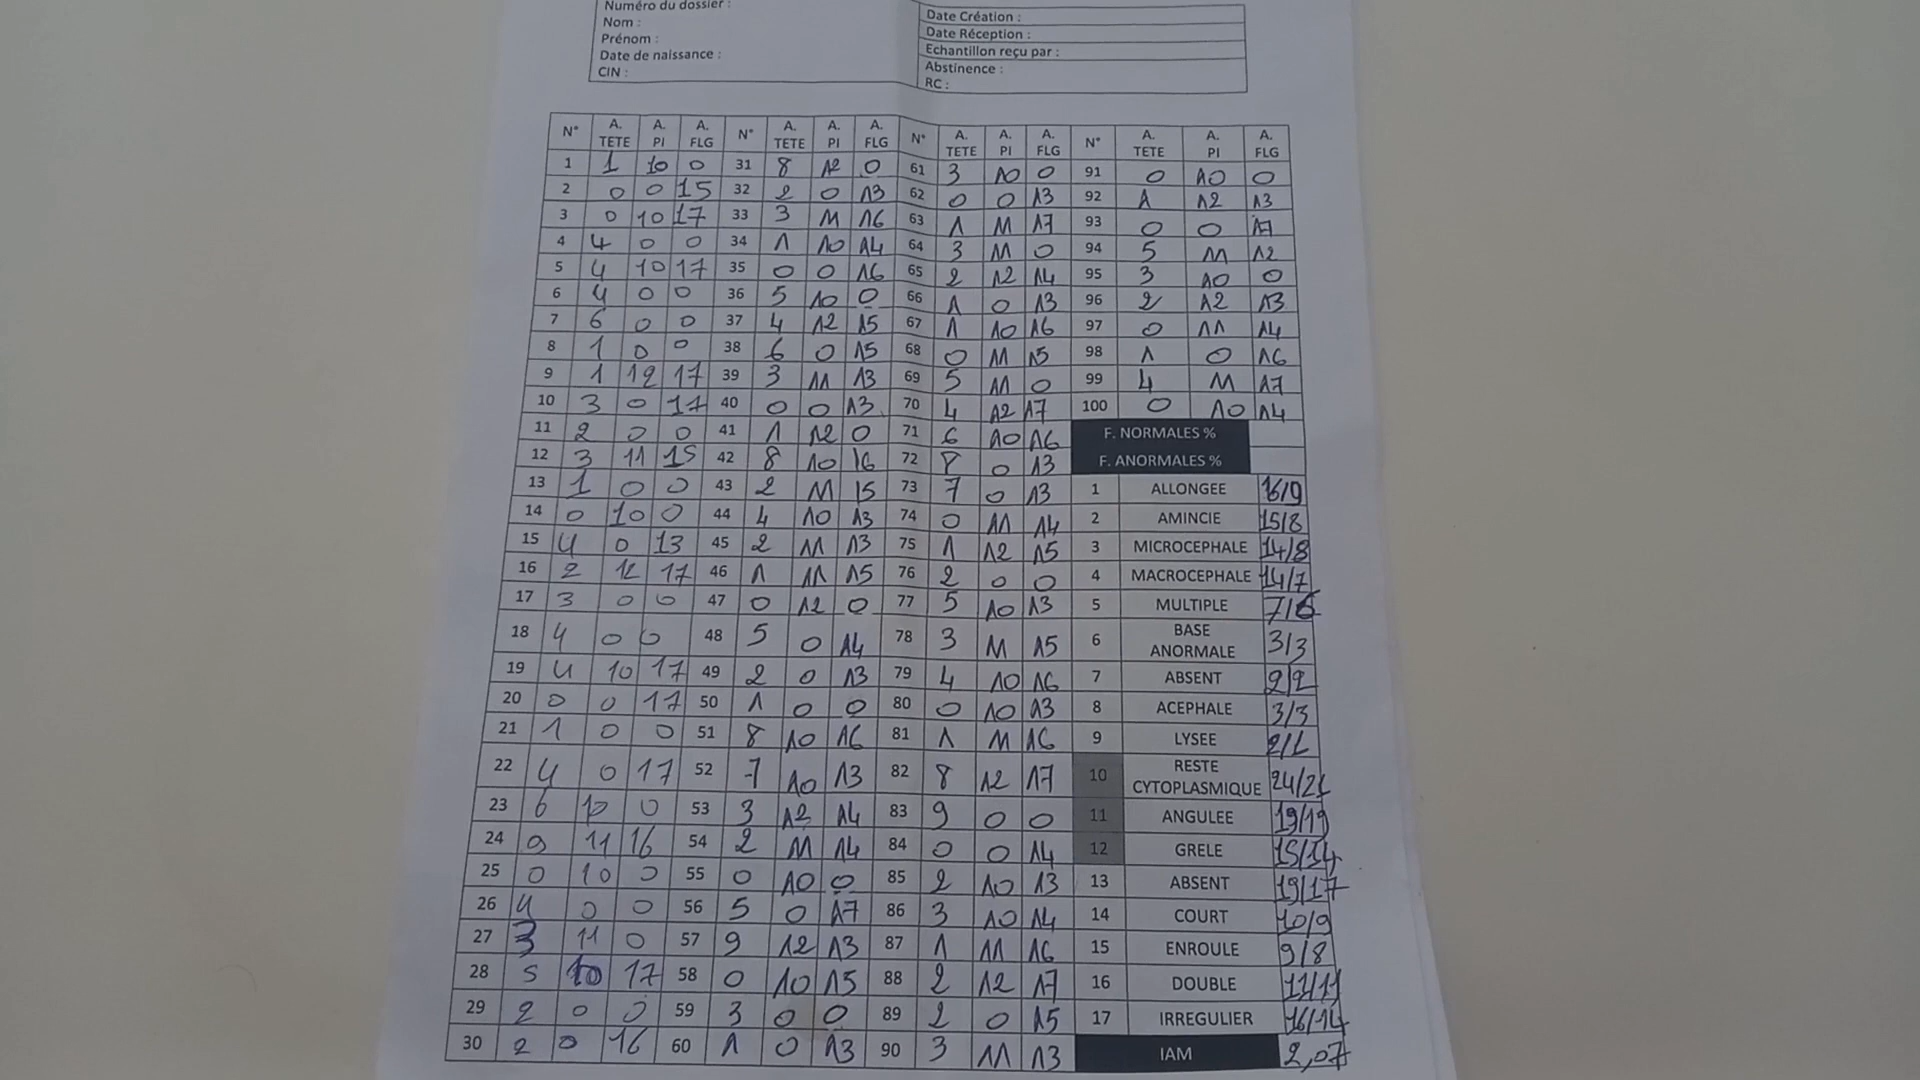 Numéro du dossier :
Nom :
Prénom :
Date de naissance :
CIN :
Date Création :
Date Réception :
Echantillon reçu par :
Abstinence :
RC :
N° A. TETE A. PI A. FLG N° A. TETE A. PI A. FLG N° A. TETE A. PI A. FLG N° A. TETE A. PI A. FLG
1 1 10 0 31 8 12 0 61 3 10 0 91 0 10 0
2 0 0 15 32 2 0 13 62 0 0 13 92 1 12 13
3 0 10 17 33 3 11 16 63 1 11 17 93 0 0 17
4 4 0 0 34 1 10 14 64 3 11 0 94 5 11 12
5 4 10 17 35 0 0 16 65 2 12 14 95 3 10 0
6 4 0 0 36 5 10 0 66 1 0 13 96 2 12 13
7 6 0 0 37 4 12 15 67 1 10 16 97 0 11 14
8 1 0 0 38 6 0 15 68 0 11 15 98 1 0 16
9 1 12 17 39 3 11 13 69 5 11 0 99 4 11 17
10 3 0 17 40 0 0 13 70 4 12 17 100 0 10 14
11 2 0 0 41 1 12 0 71 6 10 16 F. NORMALES %
12 3 11 15 42 8 10 16 72 8 0 13 F. ANORMALES %
13 1 0 0 43 2 11 15 73 7 0 13 1 ALLONGEE 16/9
14 0 10 0 44 4 10 13 74 0 11 14 2 AMINCIE 15/8
15 4 0 13 45 2 11 13 75 1 12 15 3 MICROCEPHALE 14/8
16 2 12 17 46 1 11 15 76 2 0 0 4 MACROCEPHALE 14/7
17 3 0 0 47 0 12 0 77 5 10 13 5 MULTIPLE 7/6
18 4 0 0 48 5 0 14 78 3 11 15 6 BASE ANORMALE 3/3
19 4 10 17 49 2 0 13 79 4 10 16 7 ABSENT 2/2
20 0 0 17 50 1 0 0 80 0 10 13 8 ACEPHALE 3/3
21 1 0 0 51 8 10 16 81 1 11 16 9 LYSEE
22 4 0 17 52 7 10 13 82 8 12 17 10 RESTE CYTOPLASMIQUE
23 6 10 0 53 3 12 14 83 9 0 0 11 ANGULEE 19/19
24 9 11 16 54 2 11 14 84 0 0 14 12 GRELE 15/14
25 0 10 0 55 0 10 0 85 2 10 13 13 ABSENT 19/17
26 4 0 0 56 5 0 17 86 3 10 14 14 COURT 10/9
27 3 11 0 57 9 12 13 87 1 11 16 15 ENROULE 9/8
28 5 10 17 58 0 10 15 88 2 12 17 16 DOUBLE 11/11
29 2 0 0 59 3 0 0 89 2 0 15 17 IRREGULIER 16/14
30 2 0 16 60 1 0 13 90 3 11 13 IAM 2,07